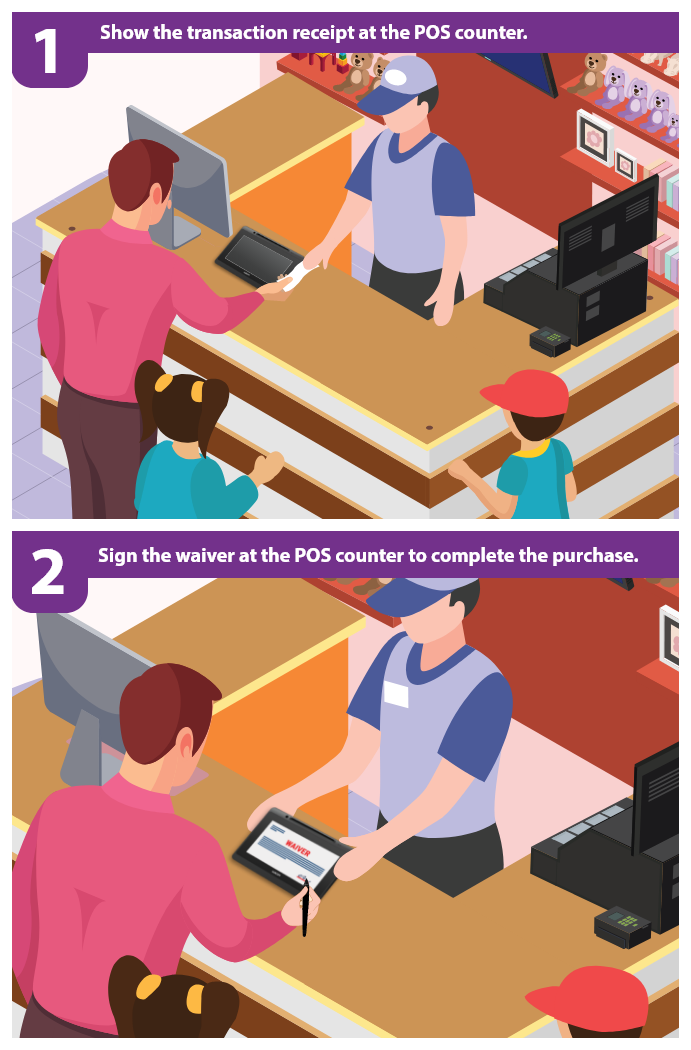 1
Show the transaction receipt at the POS counter.
2
Sign the waiver at the POS counter to complete the purchase.
WAIVER